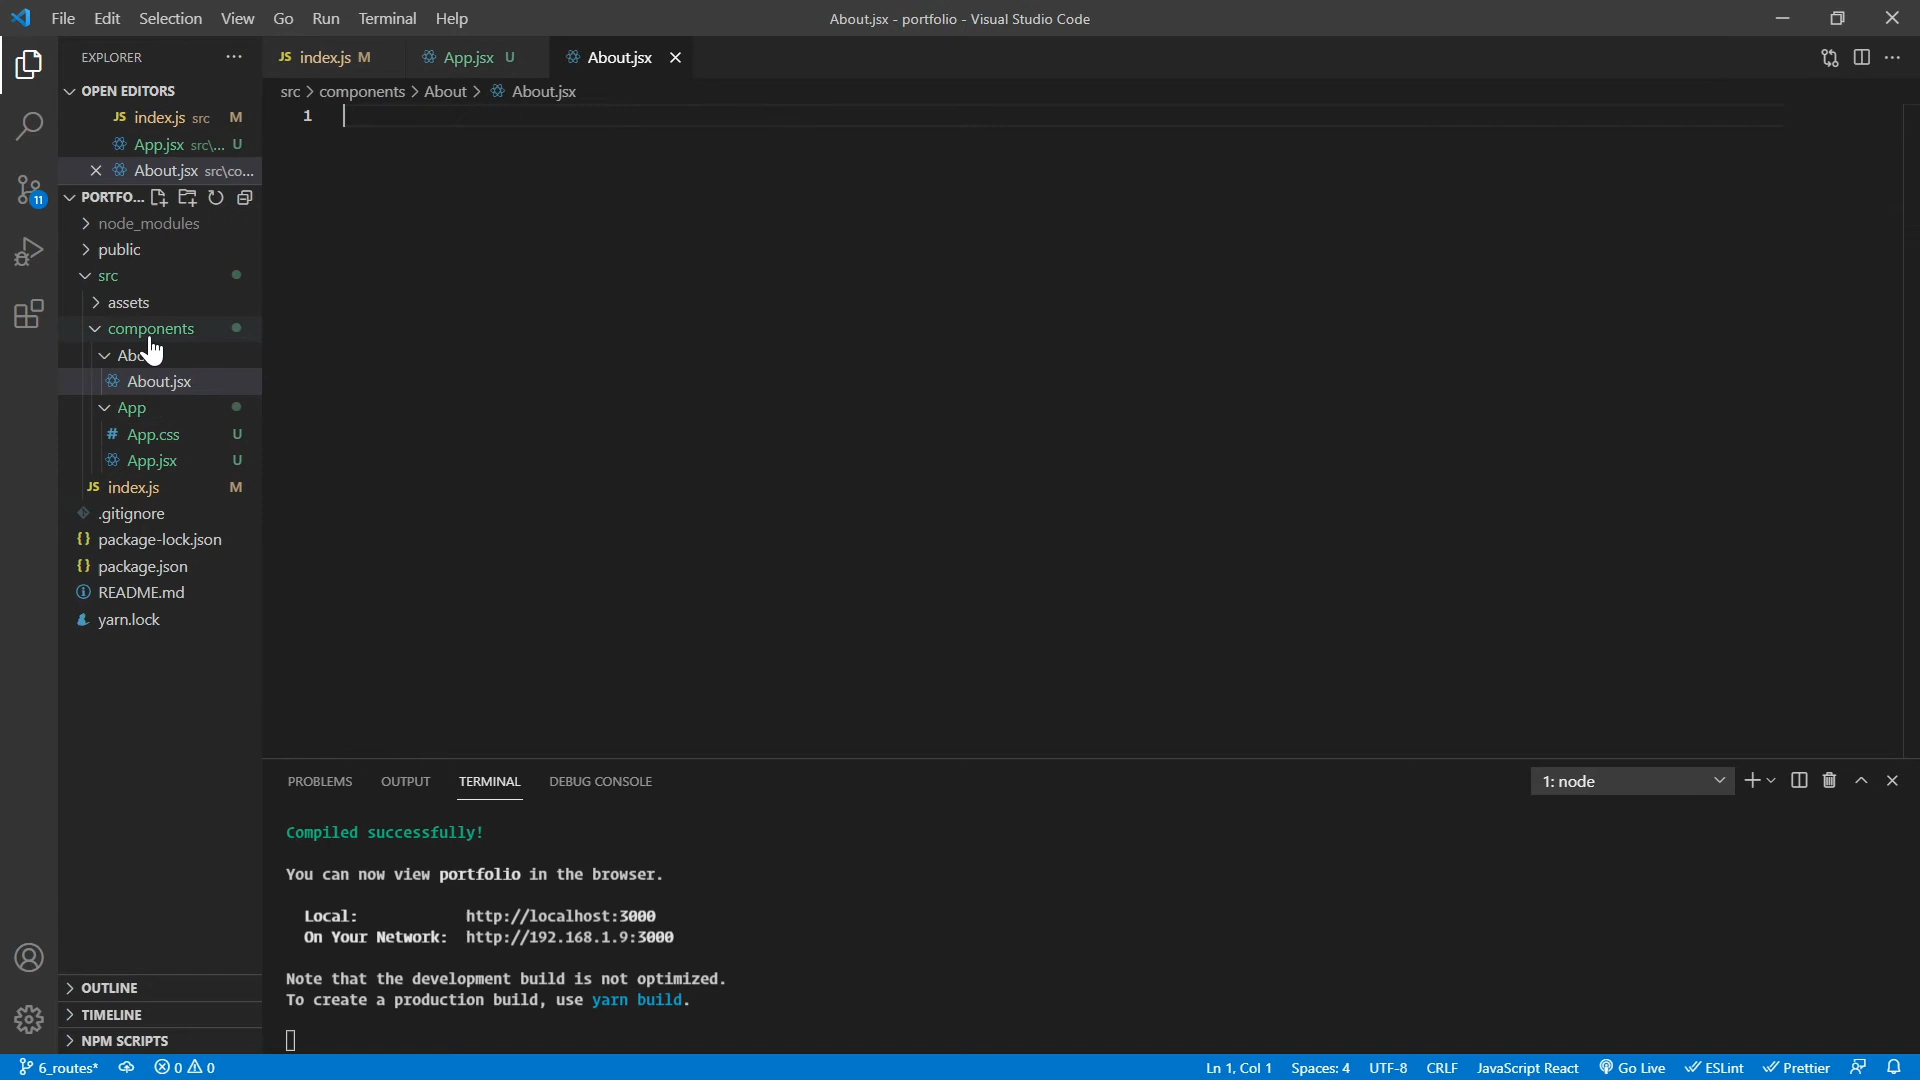 File Edit Selection View Go Run Terminal Help
About.jsx - portfolio - Visual Studio Code
EXPLORER
index.js M
App.jsx U
About.jsx
OPEN EDITORS
src > components > About > About.jsx
JS index.js src M
App.jsx src\... U
About.jsx src\co...
1
PORTFO...
node_modules
public
src
assets
components
About.jsx
App
# App.css U
App.jsx U
JS index.js M
.gitignore
{} package-lock.json
{} package.json
README.md
yarn.lock
OUTLINE
TIMELINE
NPM SCRIPTS
PROBLEMS OUTPUT TERMINAL DEBUG CONSOLE
1: node
Compiled successfully!
You can now view portfolio in the browser.
Local: http://localhost:3000
On Your Network: http://192.168.1.9:3000
Note that the development build is not optimized.
To create a production build, use yarn build.
11
6_routes* 0 0
Ln 1, Col 1 Spaces: 4 UTF-8 CRLF JavaScript React Go Live ESLint Prettier